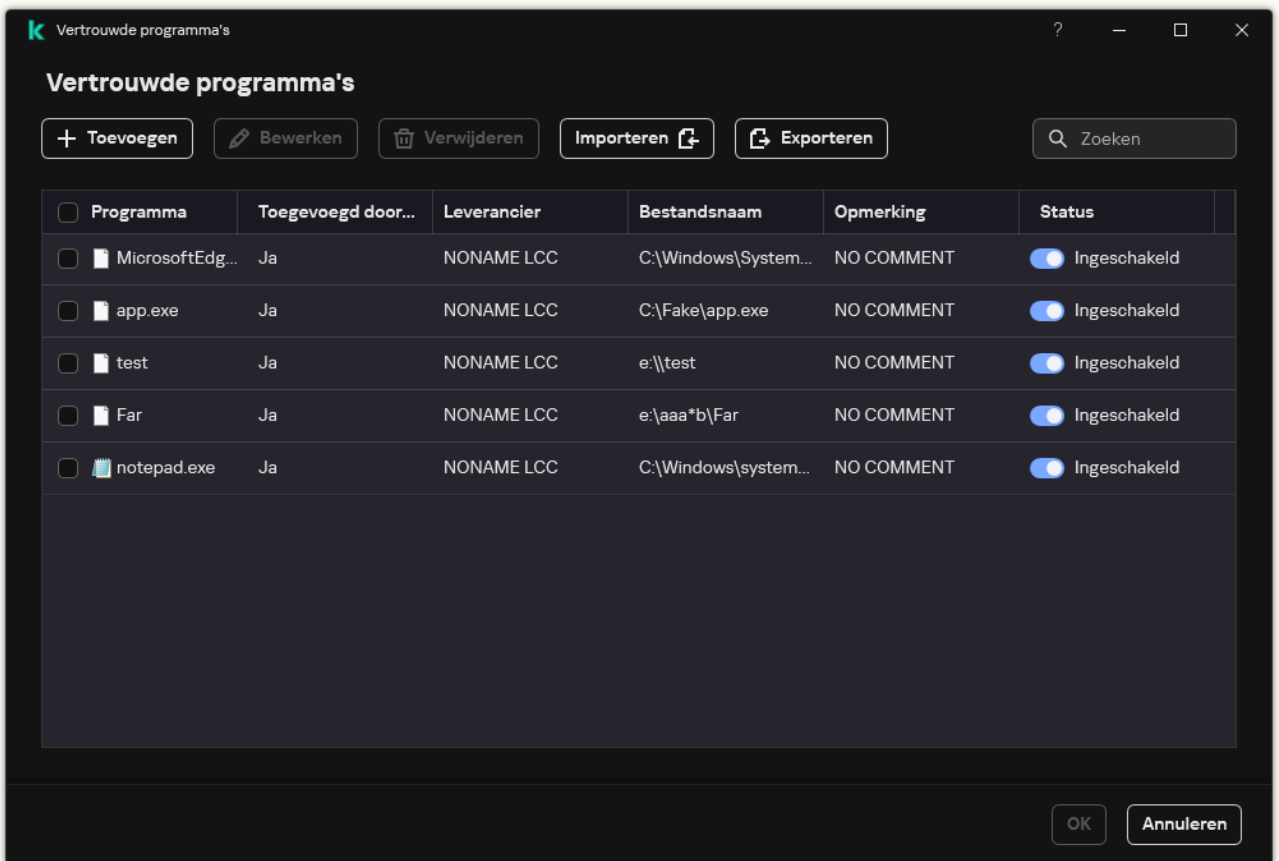 Vertrouwde programma's ?
Vertrouwde programma's
Toevoegen Bewerken Verwijderen Importeren Exporteren Zoeken
Programma Toegevoegd door... Leverancier Bestandsnaam Opmerking Status
MicrosoftEdg... Ja NONAME LCC C:\Windows\System... NO COMMENT Ingeschakeld
app.exe Ja NONAME LCC C:\Fake\app.exe NO COMMENT Ingeschakeld
test Ja NONAME LCC e:\\test NO COMMENT Ingeschakeld
Far Ja NONAME LCC e:\aaa*b\Far NO COMMENT Ingeschakeld
notepad.exe Ja NONAME LCC C:\Windows\system... NO COMMENT Ingeschakeld
OK Annuleren